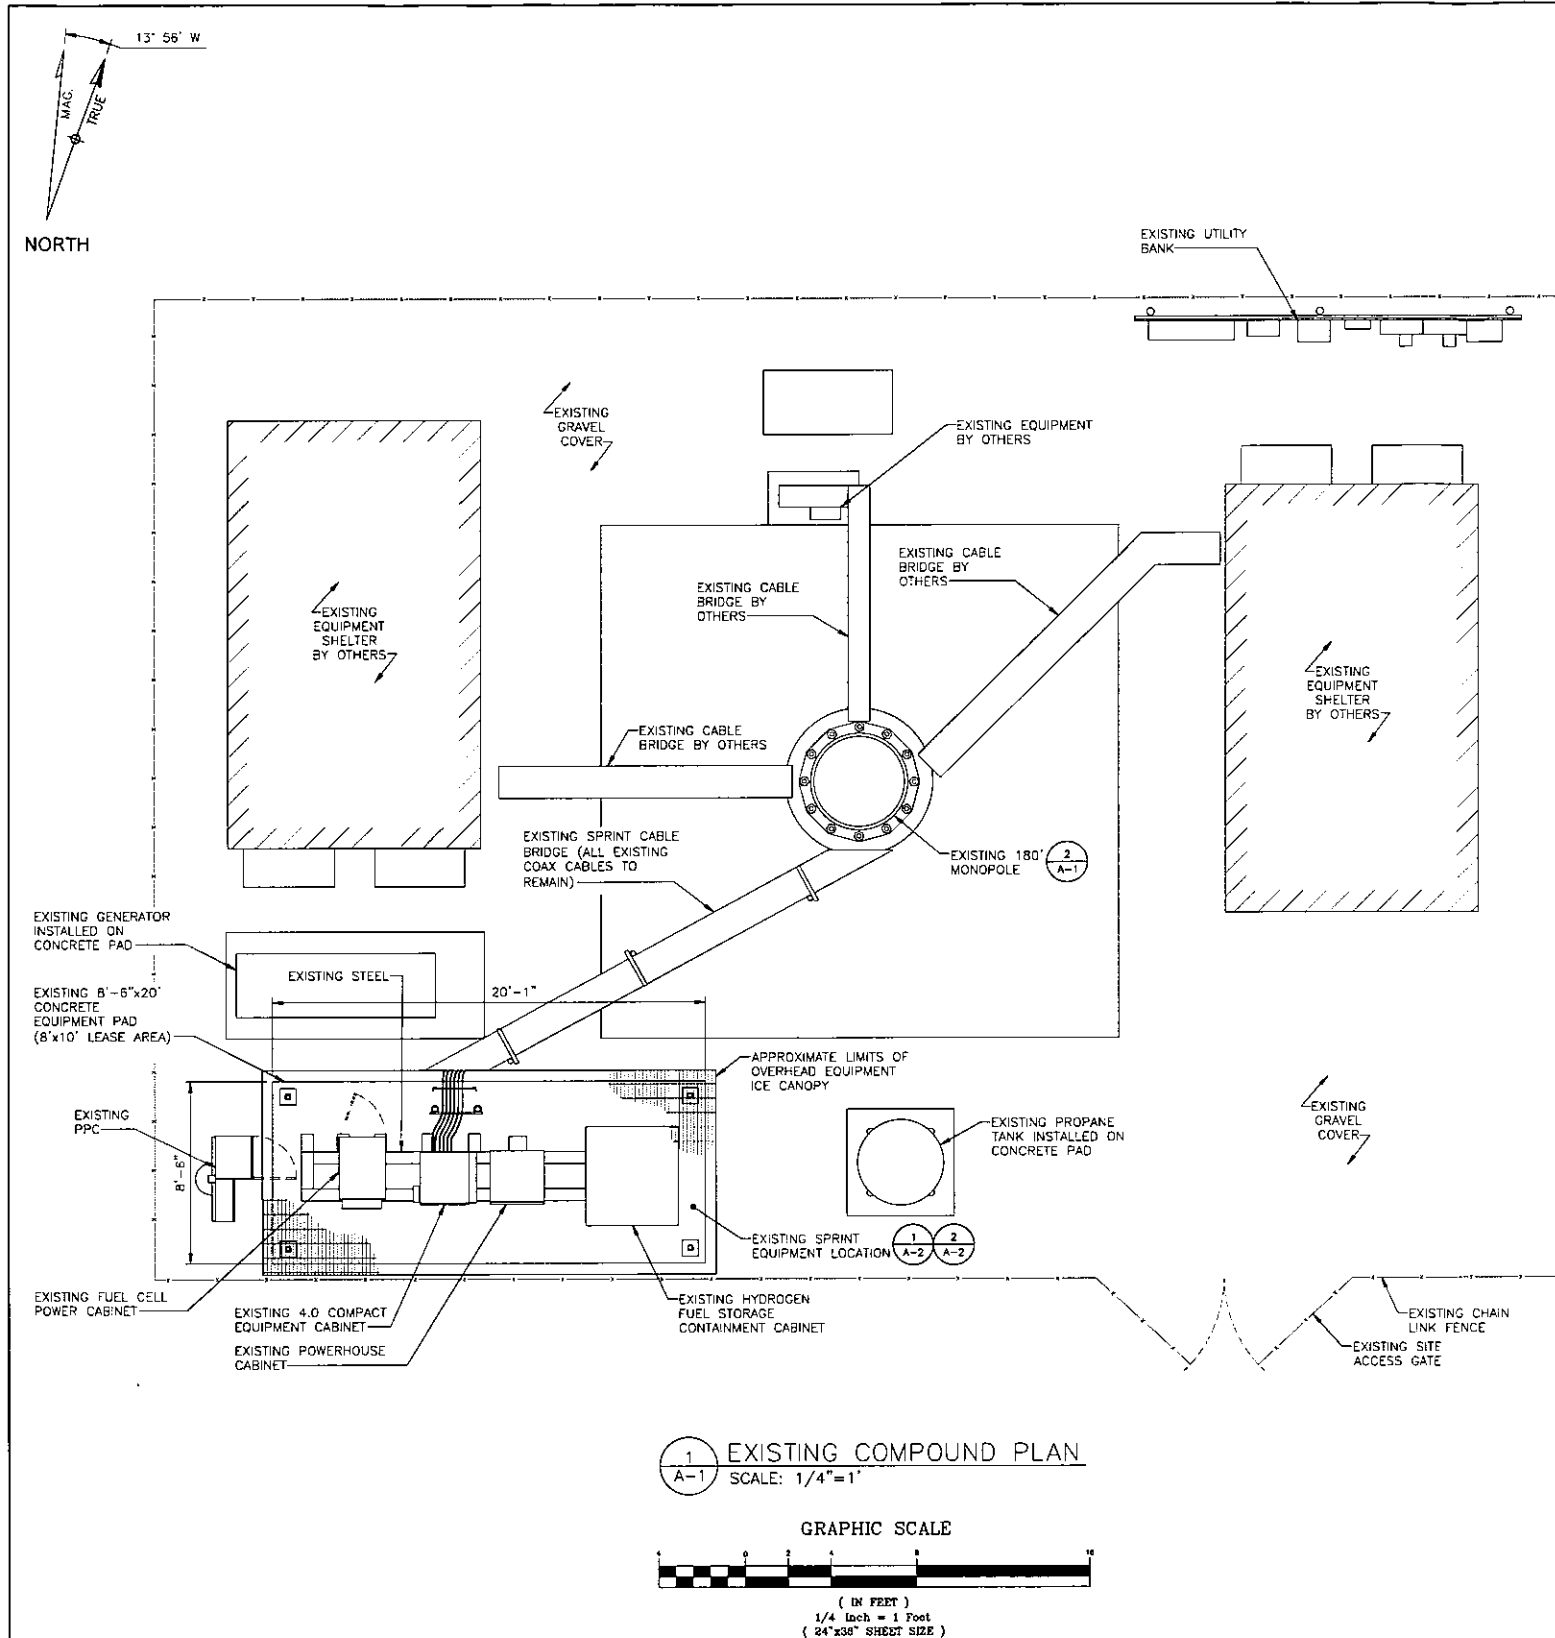 13° 56' W
MAG.
TRUE
NORTH
EXISTING UTILITY
BANK
EXISTING
GRAVEL
COVER
EXISTING EQUIPMENT
BY OTHERS
EXISTING CABLE
BRIDGE BY
OTHERS
EXISTING CABLE
BRIDGE BY
OTHERS
EXISTING
EQUIPMENT
SHELTER
BY OTHERS
EXISTING
EQUIPMENT
SHELTER
BY OTHERS
EXISTING CABLE
BRIDGE BY OTHERS
EXISTING SPRINT CABLE
BRIDGE (ALL EXISTING
COAX CABLES TO
REMAIN)
EXISTING 180'
MONOPOLE
2
A-1
EXISTING GENERATOR
INSTALLED ON
CONCRETE PAD
EXISTING STEEL
20'-1"
EXISTING 8'-6"x20'
CONCRETE
EQUIPMENT PAD
(8'x10' LEASE AREA)
APPROXIMATE LIMITS OF
OVERHEAD EQUIPMENT
ICE CANOPY
EXISTING
PPC
8'-6"
EXISTING PROPANE
TANK INSTALLED ON
CONCRETE PAD
EXISTING
GRAVEL
COVER
EXISTING SPRINT
EQUIPMENT LOCATION
1
A-2
2
A-2
EXISTING FUEL CELL
POWER CABINET
EXISTING 4.0 COMPACT
EQUIPMENT CABINET
EXISTING POWERHOUSE
CABINET
EXISTING HYDROGEN
FUEL STORAGE
CONTAINMENT CABINET
EXISTING CHAIN
LINK FENCE
EXISTING SITE
ACCESS GATE
1
A-1
EXISTING COMPOUND PLAN
SCALE: 1/4"=1'
GRAPHIC SCALE
4 0 2 4 8 16
( IN FEET )
1/4 Inch = 1 Foot
( 24"x36" SHEET SIZE )